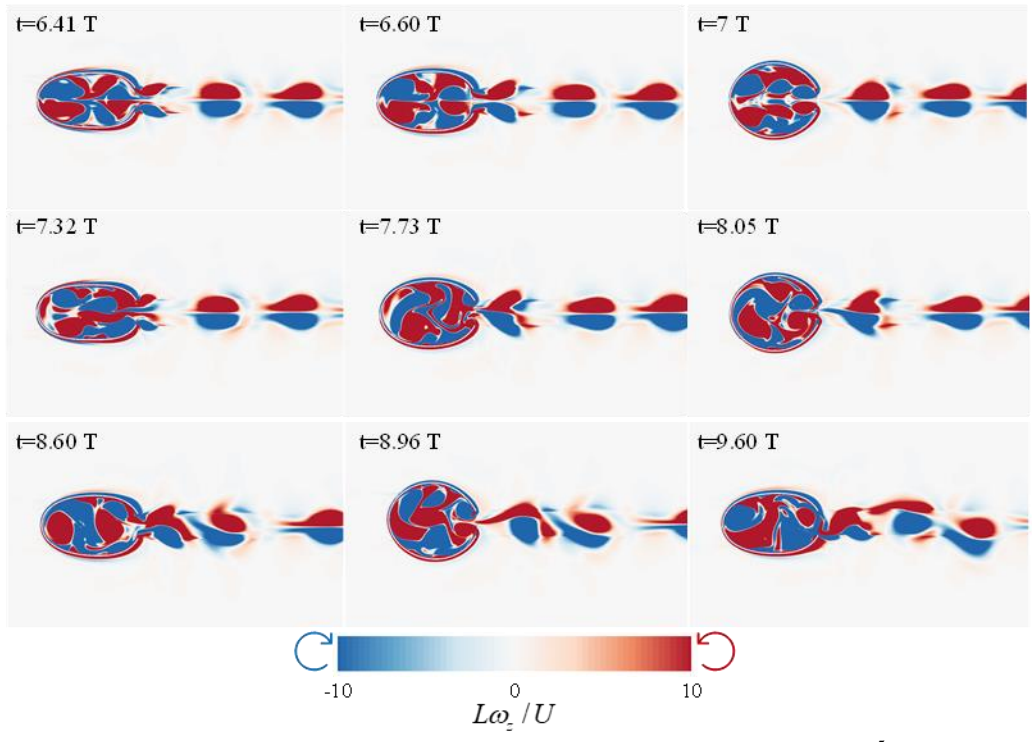 t=6.41 T
t=6.60 T
t=7 T
t=7.32 T
t=7.73 T
t=8.05 T
t=8.60 T
t=8.96 T
t=9.60 T
-10 0 10
Lω_z / U